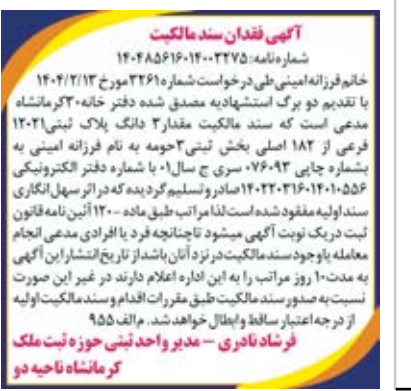 آگهی فقدان سند مالکیت
شماره نامه: ۱۴۰۴۸۵۶۱۶۰۱۴۰۰۳۲۷۵
خانم فرزانه امینی طی درخواست شماره ۳۲۶۱ مورخ ۱۴۰۴/۲/۱۳
با تقدیم دو برگ استشهادیه مصدق شده دفتر خانه ۳۰ کرمانشاه
مدعی است که سند مالکیت مقدار ۳ دانگ پلاک ثبتی ۱۲۰۲۱
فرعی از ۱۸۲ اصلی بخش ثبتی ۳ حومه به نام فرزانه امینی به
بشماره چاپی ۰۷۶۰۹۳ سری ج سال ۰۱ با شماره دفتر الکترونیکی
۱۴۰۲۲۰۳۱۶۰۱۴۰۱۰۵۵۶ صادر و تسلیم گردیده که در اثر سهل انگاری
سند اولیه مفقود شده است لذا مراتب طبق ماده – ۱۲۰ آئین نامه قانون
ثبت در یک نوبت آگهی میشود تا چنانچه فرد یا افرادی مدعی انجام
معامله یا وجود سند مالکیت در نزد آنان باشد از تاریخ انتشار این آگهی
به مدت ۱۰ روز مراتب را به این اداره اعلام دارند در غیر این صورت
نسبت به صدور سند مالکیت طبق مقررات اقدام و سند مالکیت اولیه
از درجه اعتبار ساقط و ابطال خواهد شد. م الف ۹۵۵
فرشاد نادری – مدیر واحد ثبتی حوزه ثبت ملک
کرمانشاه ناحیه دو